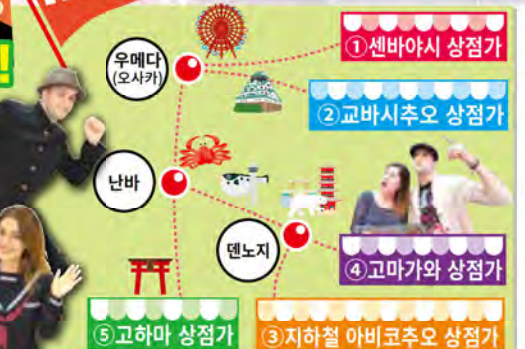 !
우메다
(오사카)
①센바야시 상점가
②교바시추오 상점가
난바
덴노지
④고마가와 상점가
⑤고하마 상점가
③지하철 아비코추오 상점가